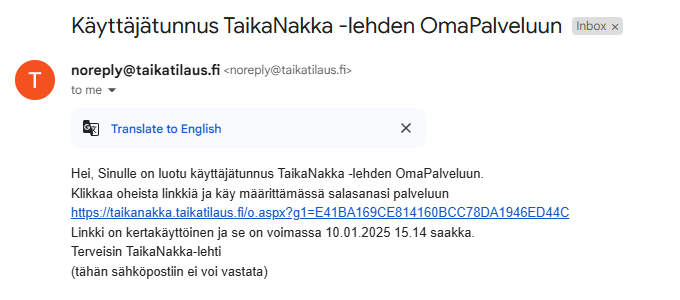 Käyttäjätunnus TaikaNakka -lehden OmaPalveluun Inbox ×
T
noreply@taikatilaus.fi <noreply@taikatilaus.fi>
to me
Translate to English
Hei, Sinulle on luotu käyttäjätunnus TaikaNakka -lehden OmaPalveluun.
Klikkaa oheista linkkiä ja käy määrittämässä salasanasi palveluun
https://taikanakka.taikatilaus.fi/o.aspx?g1=E41BA169CE814160BCC78DA1946ED44C
Linkki on kertakäyttöinen ja se on voimassa 10.01.2025 15.14 saakka.
Terveisin TaikaNakka-lehti
(tähän sähköpostiin ei voi vastata)